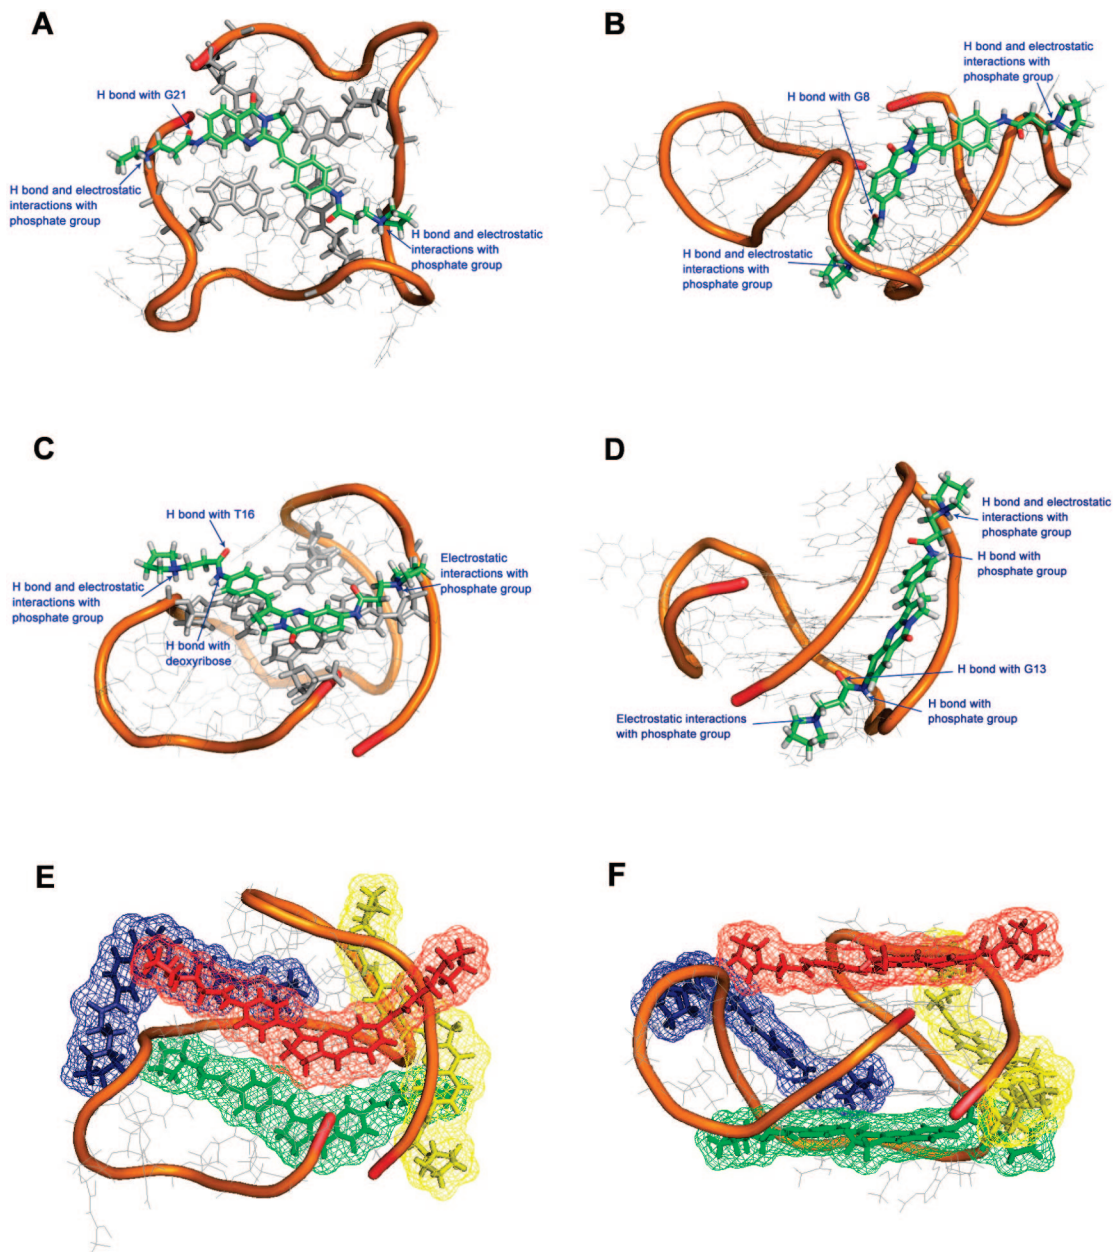 A
H bond with G21
H bond and electrostatic
interactions with
phosphate group
H bond and electrostatic
interactions with
phosphate group
B
H bond and electrostatic
interactions with
phosphate group
H bond with G8
H bond and electrostatic
interactions with
phosphate group
C
H bond with T16
H bond and electrostatic
interactions with
phosphate group
Electrostatic
interactions with
phosphate group
H bond with
deoxyribose
D
H bond and electrostatic
interactions with
phosphate group
H bond with
phosphate group
H bond with G13
H bond with
phosphate group
Electrostatic interactions
with phosphate group
E
F